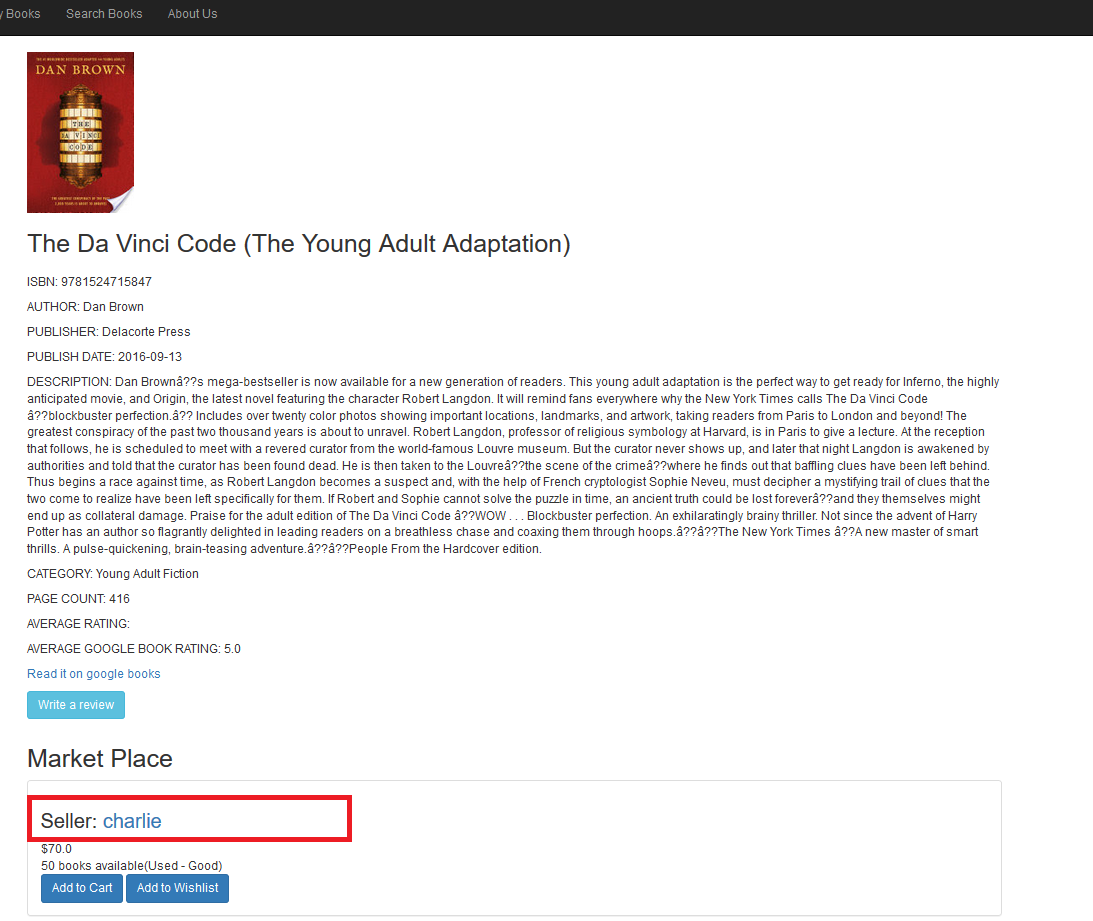 y Books Search Books About Us
DAN BROWN
THE
DA VINCI
CODE
The Da Vinci Code (The Young Adult Adaptation)
ISBN: 9781524715847
AUTHOR: Dan Brown
PUBLISHER: Delacorte Press
PUBLISH DATE: 2016-09-13
DESCRIPTION: Dan Brownâ??s mega-bestseller is now available for a new generation of readers. This young adult adaptation is the perfect way to get ready for Inferno, the highly
anticipated movie, and Origin, the latest novel featuring the character Robert Langdon. It will remind fans everywhere why the New York Times calls The Da Vinci Code
â??blockbuster perfection.â?? Includes over twenty color photos showing important locations, landmarks, and artwork, taking readers from Paris to London and beyond! The
greatest conspiracy of the past two thousand years is about to unravel. Robert Langdon, professor of religious symbology at Harvard, is in Paris to give a lecture. At the reception
that follows, he is scheduled to meet with a revered curator from the world-famous Louvre museum. But the curator never shows up, and later that night Langdon is awakened by
authorities and told that the curator has been found dead. He is then taken to the Louvreâ??the scene of the crimeâ??where he finds out that baffling clues have been left behind.
Thus begins a race against time, as Robert Langdon becomes a suspect and, with the help of French cryptologist Sophie Neveu, must decipher a mystifying trail of clues that the
two come to realize have been left specifically for them. If Robert and Sophie cannot solve the puzzle in time, an ancient truth could be lost foreverâ??and they themselves might
end up as collateral damage. Praise for the adult edition of The Da Vinci Code â??WOW . . . Blockbuster perfection. An exhilaratingly brainy thriller. Not since the advent of Harry
Potter has an author so flagrantly delighted in leading readers on a breathless chase and coaxing them through hoops.â??â??The New York Times â??A new master of smart
thrills. A pulse-quickening, brain-teasing adventure.â??â??People From the Hardcover edition.
CATEGORY: Young Adult Fiction
PAGE COUNT: 416
AVERAGE RATING:
AVERAGE GOOGLE BOOK RATING: 5.0
Read it on google books
Write a review
Market Place
Seller: charlie
$70.0
50 books available(Used - Good)
Add to Cart Add to Wishlist